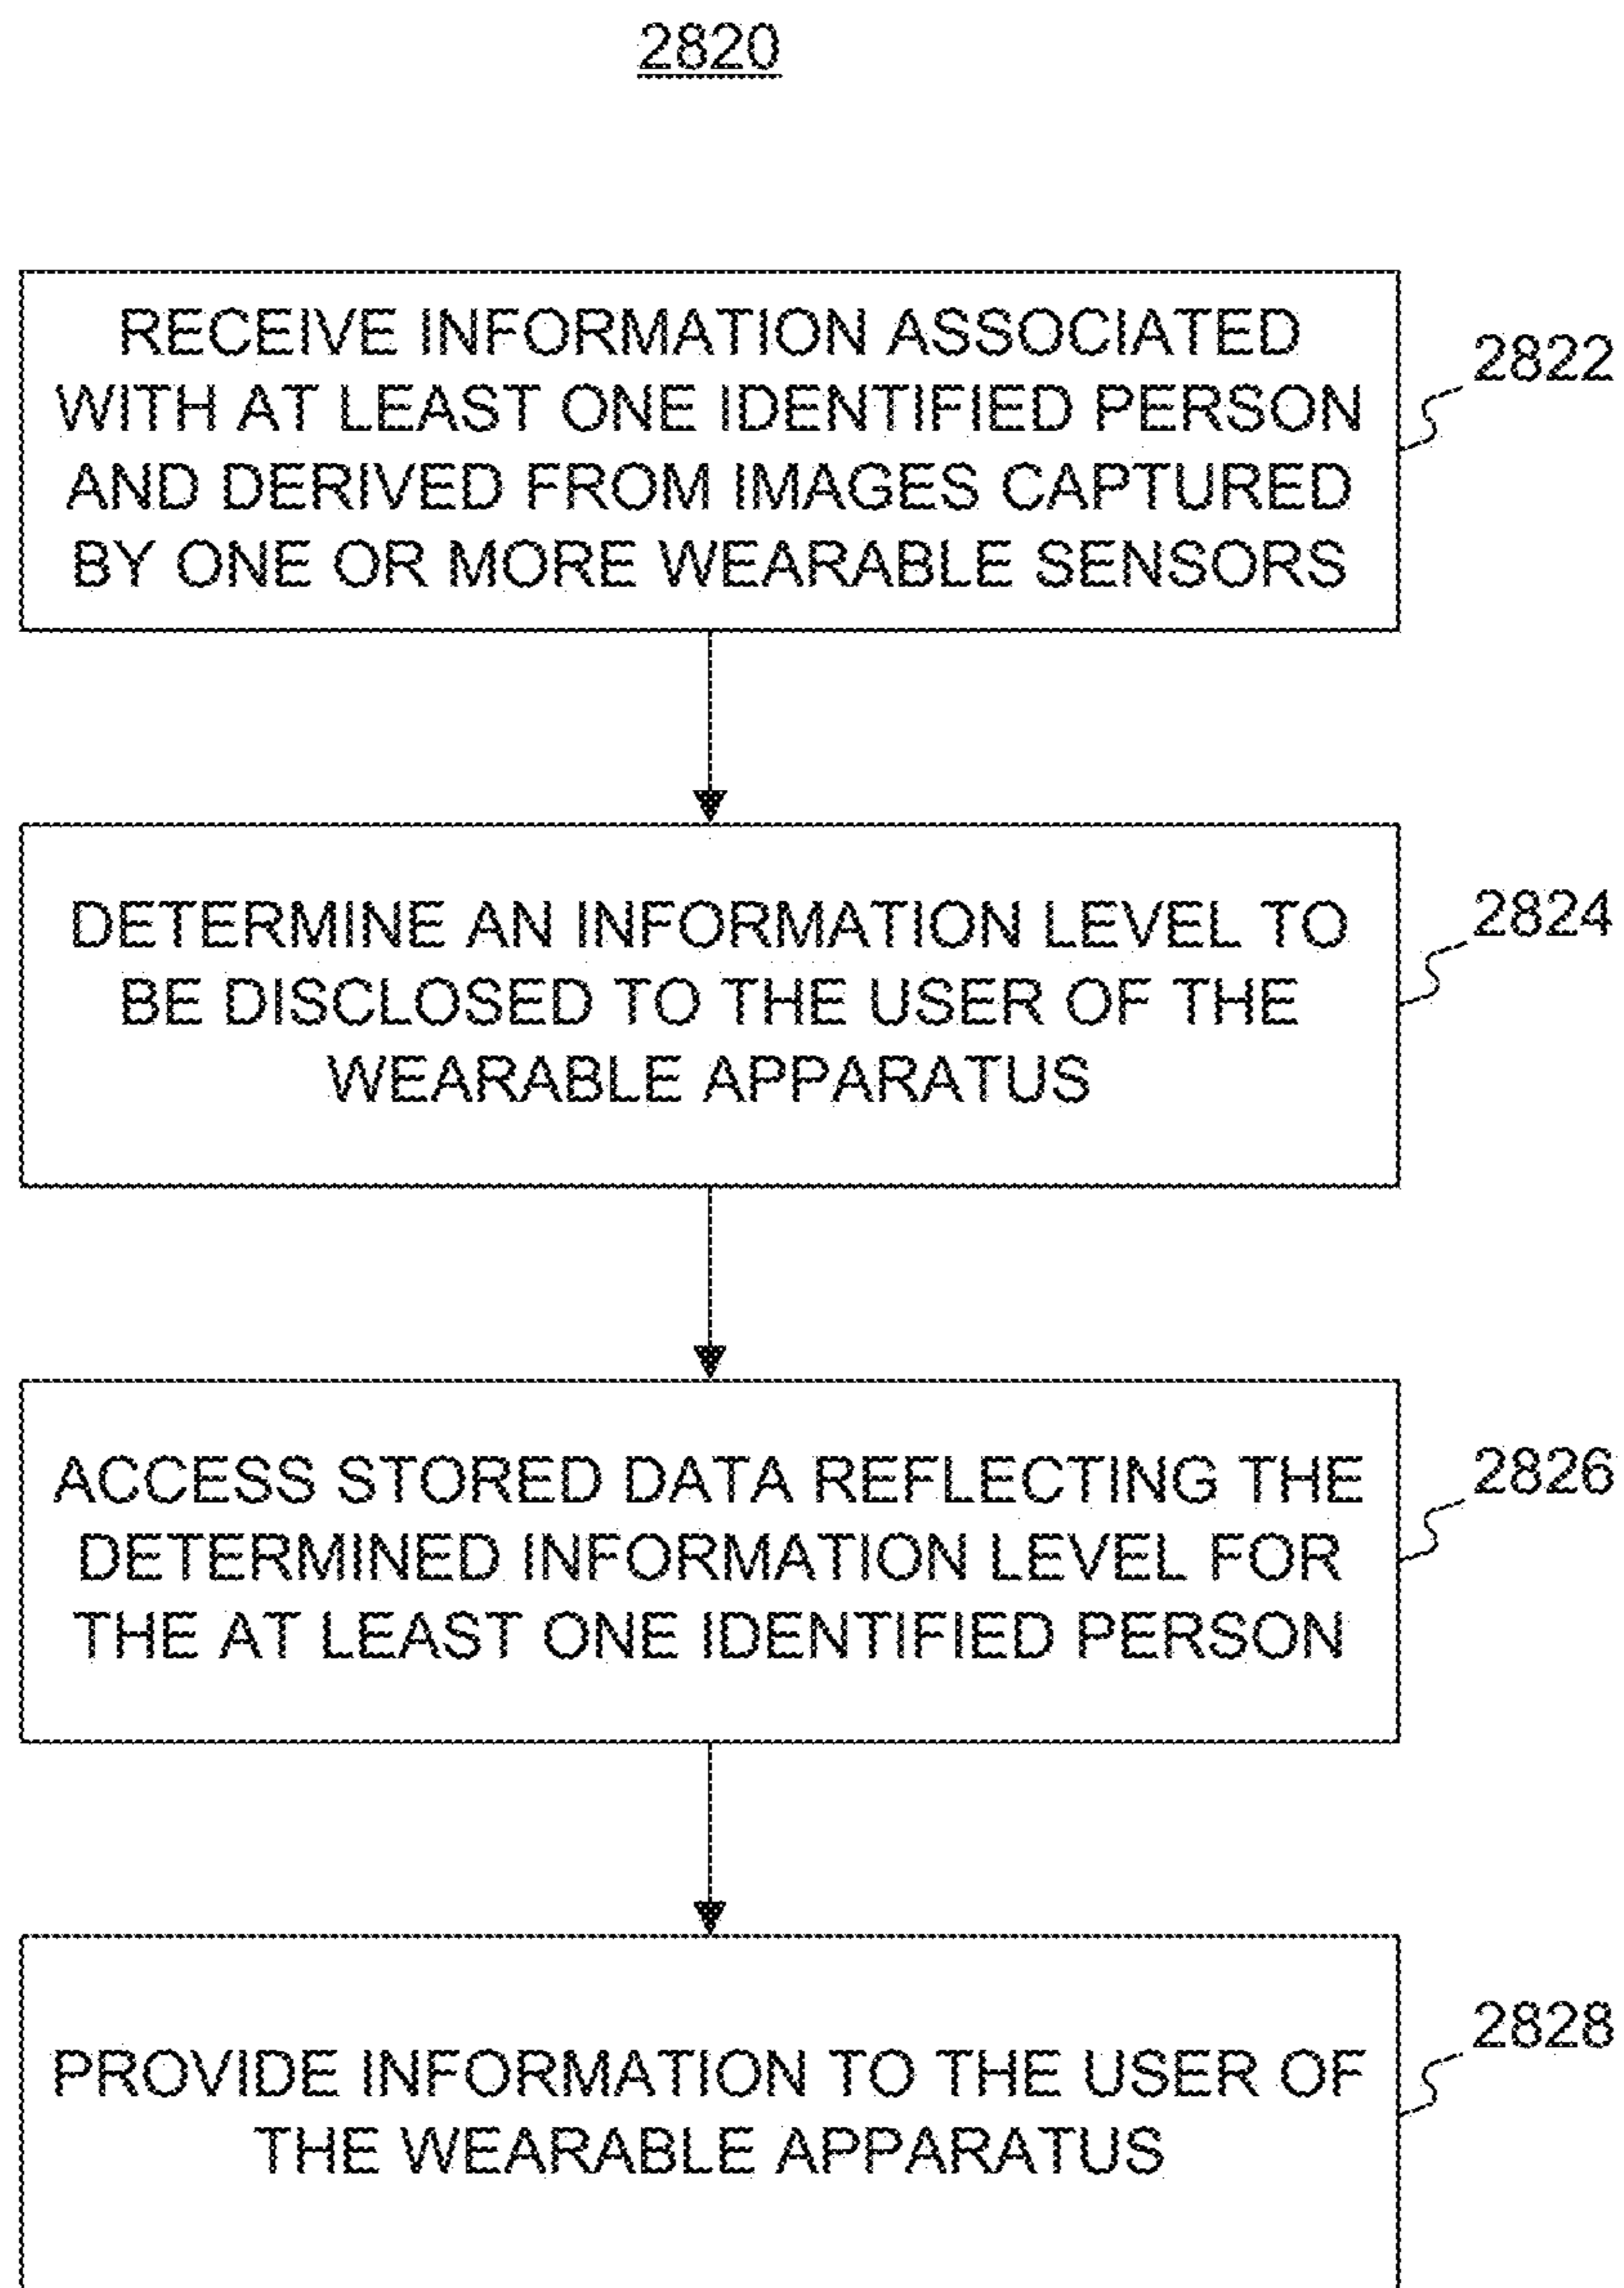 2820
RECEIVE INFORMATION ASSOCIATED
WITH AT LEAST ONE IDENTIFIED PERSON
AND DERIVED FROM IMAGES CAPTURED
BY ONE OR MORE WEARABLE SENSORS
2822
DETERMINE AN INFORMATION LEVEL TO
BE DISCLOSED TO THE USER OF THE
WEARABLE APPARATUS
2824
ACCESS STORED DATA REFLECTING THE
DETERMINED INFORMATION LEVEL FOR
THE AT LEAST ONE IDENTIFIED PERSON
2826
PROVIDE INFORMATION TO THE USER OF
THE WEARABLE APPARATUS
2828